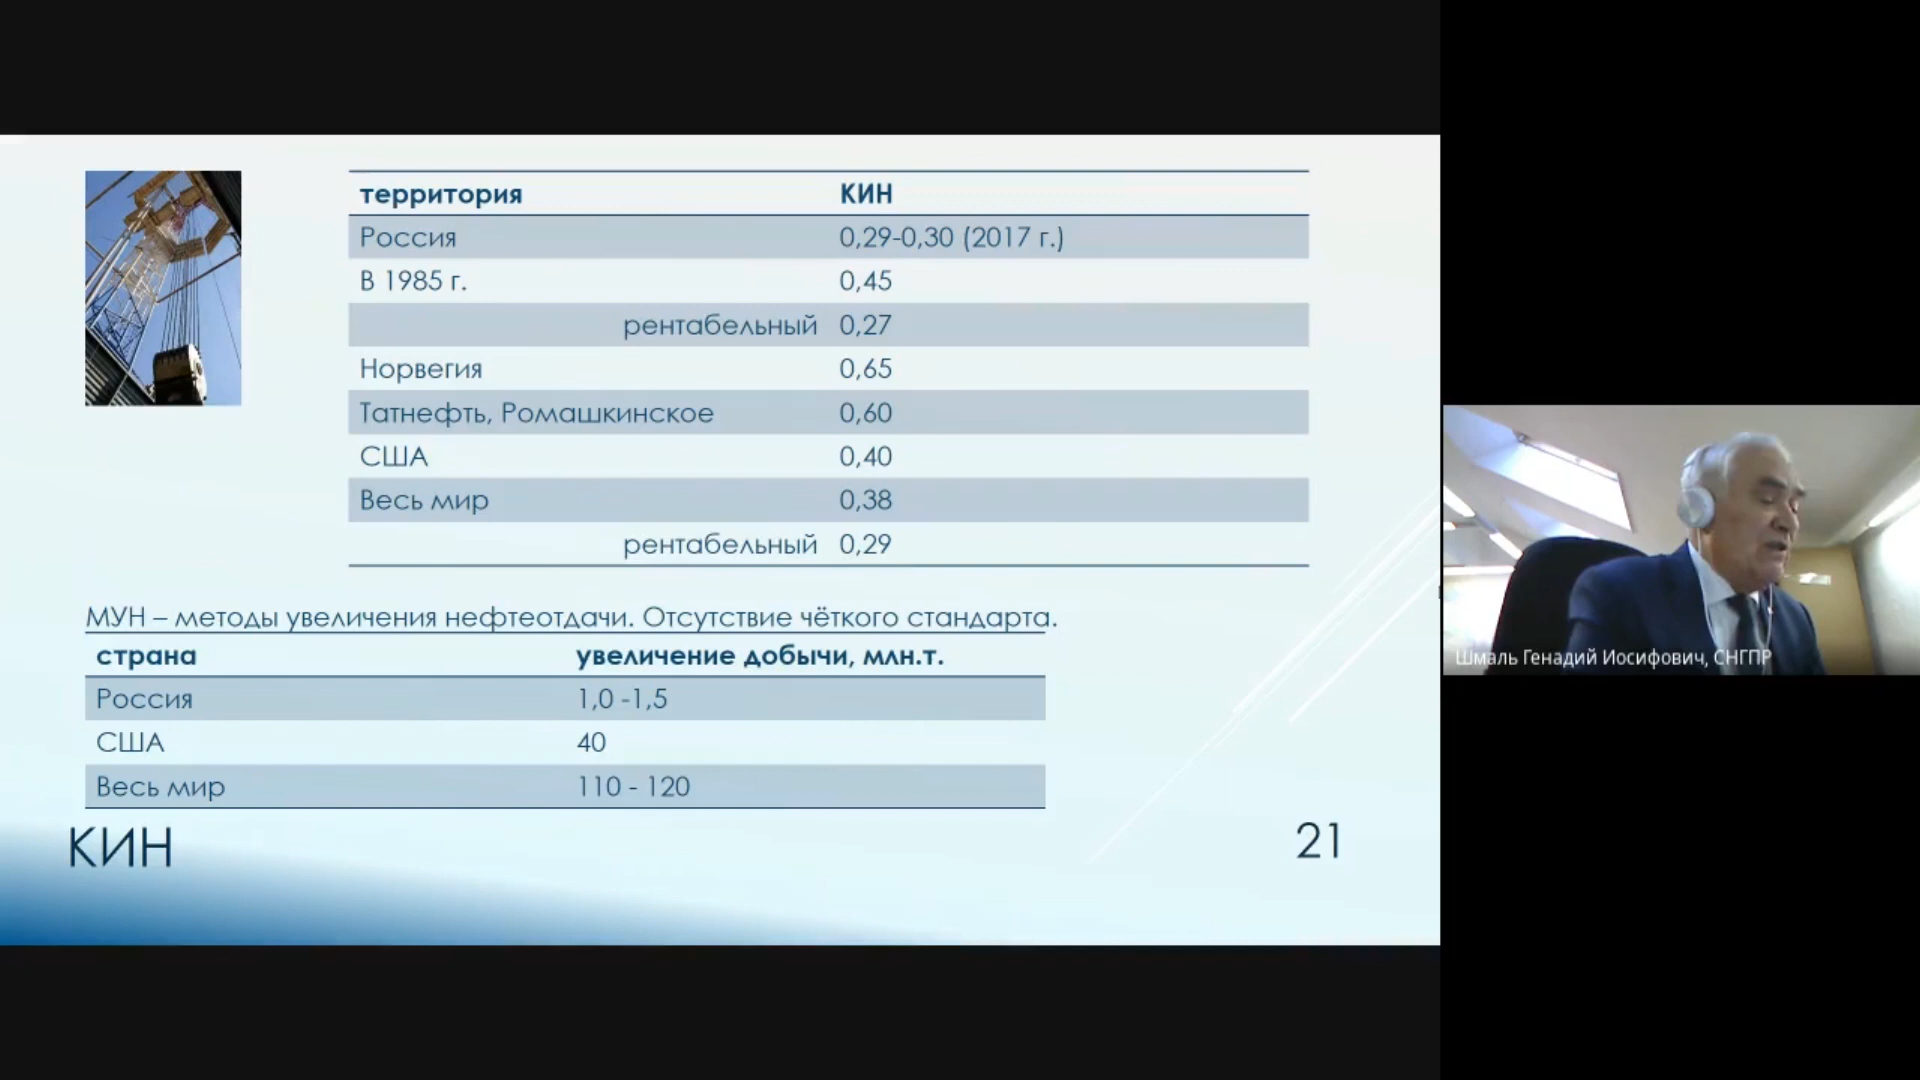 территория КИН
Россия 0,29-0,30 (2017 г.)
В 1985 г. 0,45
рентабельный 0,27
Норвегия 0,65
Татнефть, Ромашкинское 0,60
США 0,40
Весь мир 0,38
рентабельный 0,29
МУН – методы увеличения нефтеотдачи. Отсутствие чёткого стандарта.
страна увеличение добычи, млн.т.
Россия 1,0 -1,5
США 40
Весь мир 110 - 120
КИН
21
Шмаль Генадий Иосифович, СНГПР